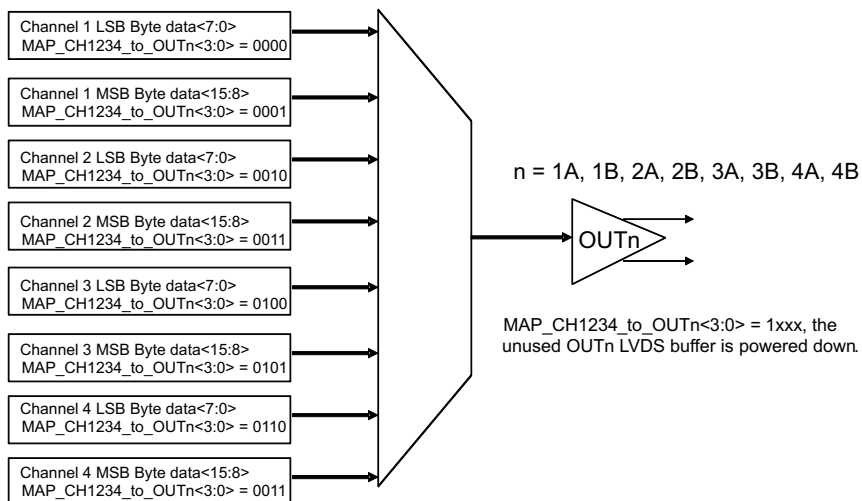 Channel 1 LSB Byte data<7:0>
MAP_CH1234_to_OUTn<3:0> = 0000
Channel 1 MSB Byte data<15:8>
MAP_CH1234_to_OUTn<3:0> = 0001
Channel 2 LSB Byte data<7:0>
MAP_CH1234_to_OUTn<3:0> = 0010
Channel 2 MSB Byte data<15:8>
MAP_CH1234_to_OUTn<3:0> = 0011
Channel 3 LSB Byte data<7:0>
MAP_CH1234_to_OUTn<3:0> = 0100
Channel 3 MSB Byte data<15:8>
MAP_CH1234_to_OUTn<3:0> = 0101
Channel 4 LSB Byte data<7:0>
MAP_CH1234_to_OUTn<3:0> = 0110
Channel 4 MSB Byte data<15:8>
MAP_CH1234_to_OUTn<3:0> = 0011
n = 1A, 1B, 2A, 2B, 3A, 3B, 4A, 4B
OUTn
MAP_CH1234_to_OUTn<3:0> = 1xxx, the
unused OUTn LVDS buffer is powered down.